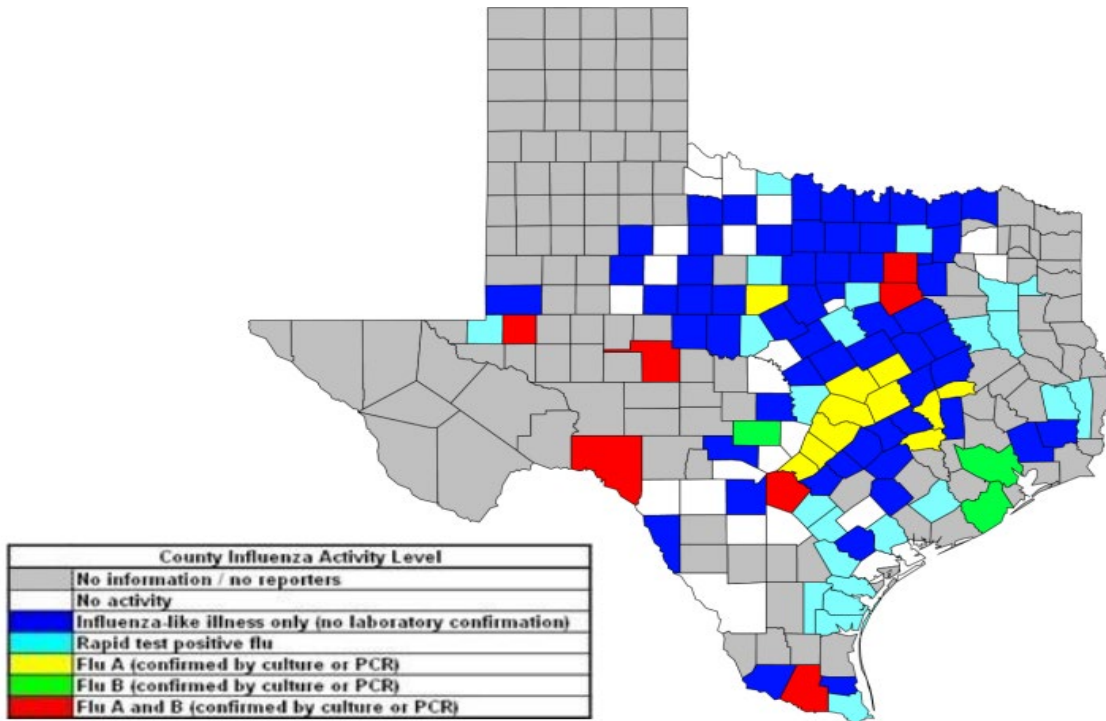 County Influenza Activity Level
No information / no reporters
No activity
Influenza-like illness only (no laboratory confirmation)
Rapid test positive flu
Flu A (confirmed by culture or PCR)
Flu B (confirmed by culture or PCR)
Flu A and B (confirmed by culture or PCR)